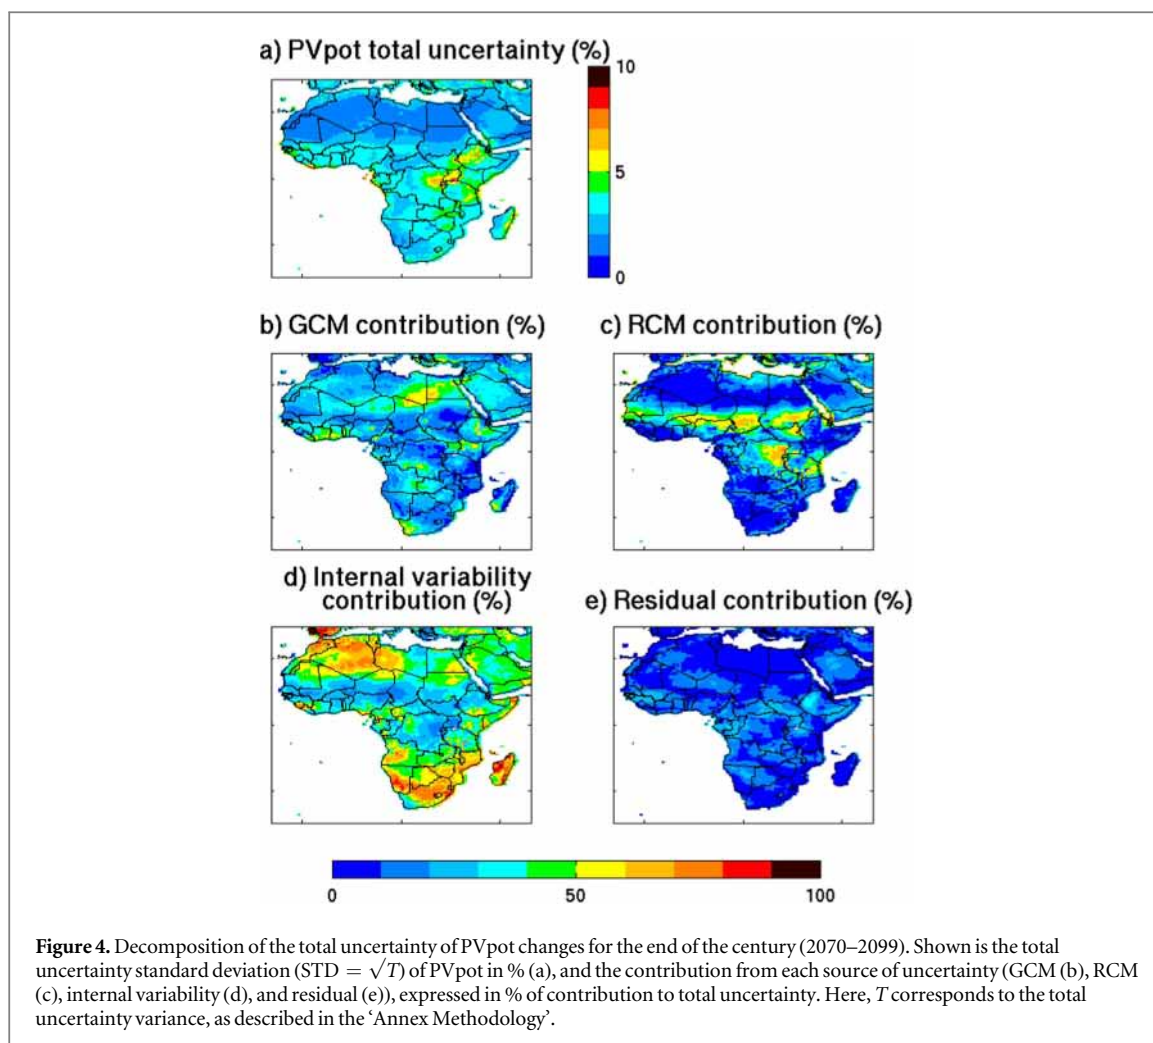 a) PVpot total uncertainty (%)
10
5
0
b) GCM contribution (%)
c) RCM contribution (%)
d) Internal variability
contribution (%)
e) Residual contribution (%)
0
50
100
Figure 4. Decomposition of the total uncertainty of PVpot changes for the end of the century (2070–2099). Shown is the total
uncertainty standard deviation (STD = √T) of PVpot in % (a), and the contribution from each source of uncertainty (GCM (b), RCM
(c), internal variability (d), and residual (e)), expressed in % of contribution to total uncertainty. Here, T corresponds to the total
uncertainty variance, as described in the ‘Annex Methodology’.